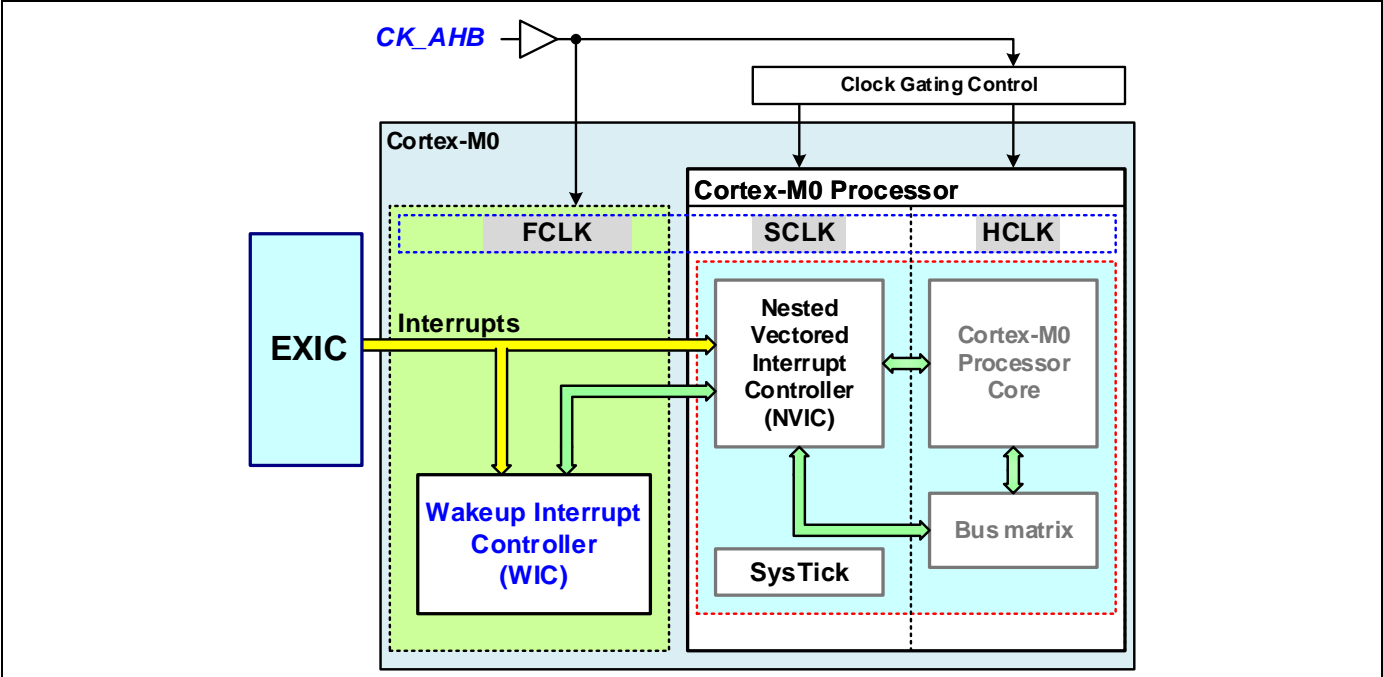 CK_AHB
Clock Gating Control
Cortex-M0
Cortex-M0 Processor
FCLK
SCLK
HCLK
EXIC
Interrupts
Nested
Vectored
Interrupt
Controller
(NVIC)
Cortex-M0
Processor
Core
Wakeup Interrupt
Controller
(WIC)
Bus matrix
SysTick